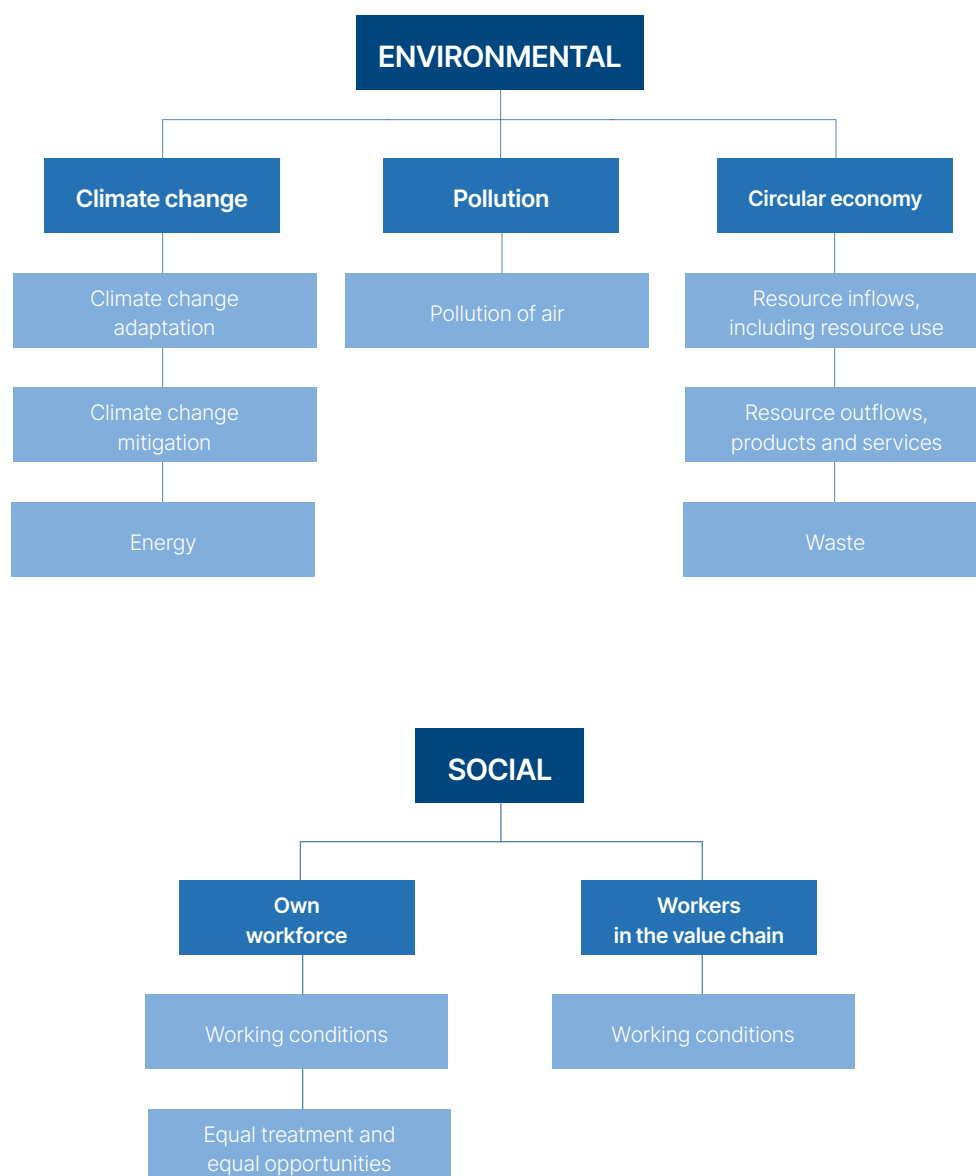 ENVIRONMENTAL
Climate change
Climate change
adaptation
Climate change
mitigation
Energy
Pollution
Pollution of air
Circular economy
Resource inflows,
including resource use
Resource outflows,
products and services
Waste
SOCIAL
Own
workforce
Working conditions
Equal treatment and
equal opportunities
Workers
in the value chain
Working conditions